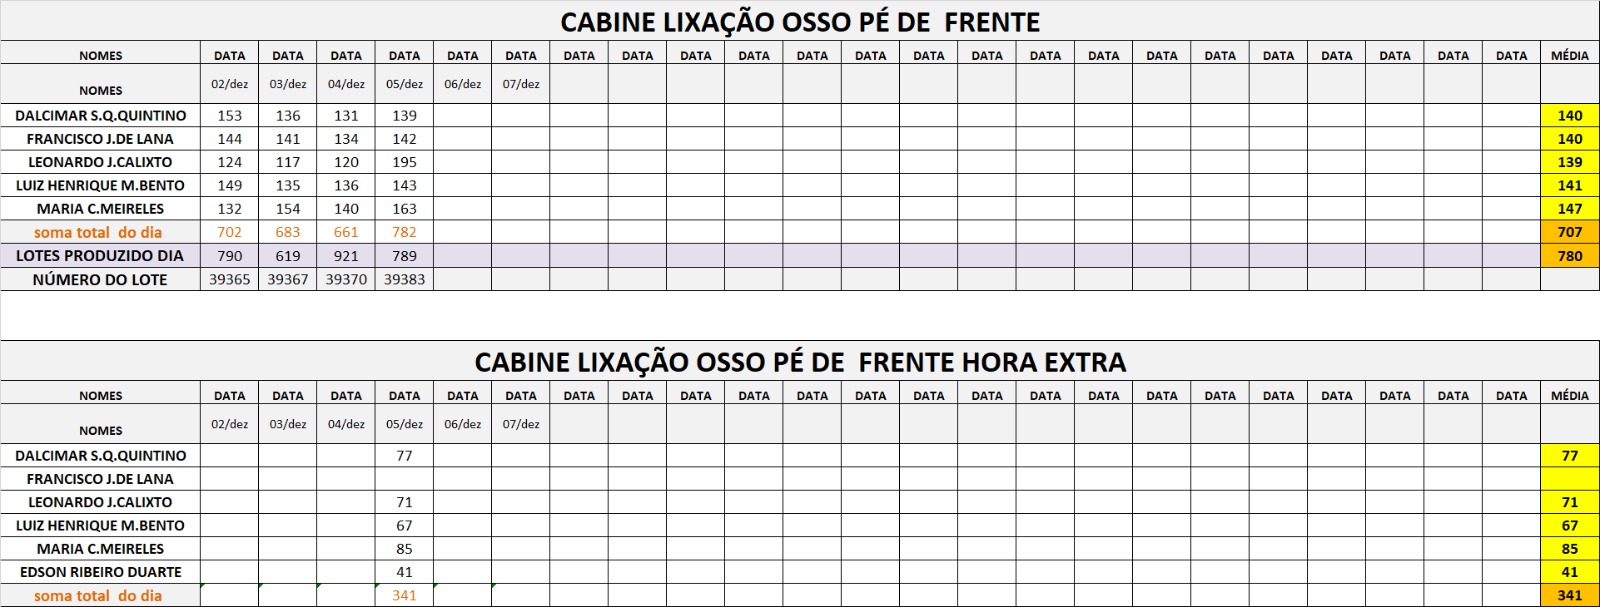 CABINE LIXAÇÃO OSSO PÉ DE FRENTE
NOMES DATA DATA DATA DATA DATA DATA DATA DATA DATA DATA DATA DATA DATA DATA DATA DATA DATA DATA DATA DATA DATA DATA DATA MÉDIA
NOMES 02/dez 03/dez 04/dez 05/dez 06/dez 07/dez
DALCIMAR S.Q.QUINTINO 153 136 131 139 140
FRANCISCO J.DE LANA 144 141 134 142 140
LEONARDO J.CALIXTO 124 117 120 195 139
LUIZ HENRIQUE M.BENTO 149 135 136 143 141
MARIA C.MEIRELES 132 154 140 163 147
soma total do dia 702 683 661 782 707
LOTES PRODUZIDO DIA 790 619 921 789 780
NÚMERO DO LOTE 39365 39367 39370 39383
CABINE LIXAÇÃO OSSO PÉ DE FRENTE HORA EXTRA
NOMES DATA DATA DATA DATA DATA DATA DATA DATA DATA DATA DATA DATA DATA DATA DATA DATA DATA DATA DATA DATA DATA DATA DATA MÉDIA
NOMES 02/dez 03/dez 04/dez 05/dez 06/dez 07/dez
DALCIMAR S.Q.QUINTINO 77 77
FRANCISCO J.DE LANA
LEONARDO J.CALIXTO 71 71
LUIZ HENRIQUE M.BENTO 67 67
MARIA C.MEIRELES 85 85
EDSON RIBEIRO DUARTE 41 41
soma total do dia 341 341